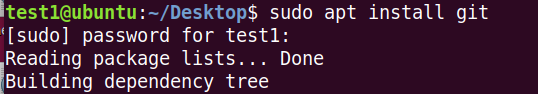 test1@ubuntu:~/Desktop$ sudo apt install git
[sudo] password for test1:
Reading package lists... Done
Building dependency tree